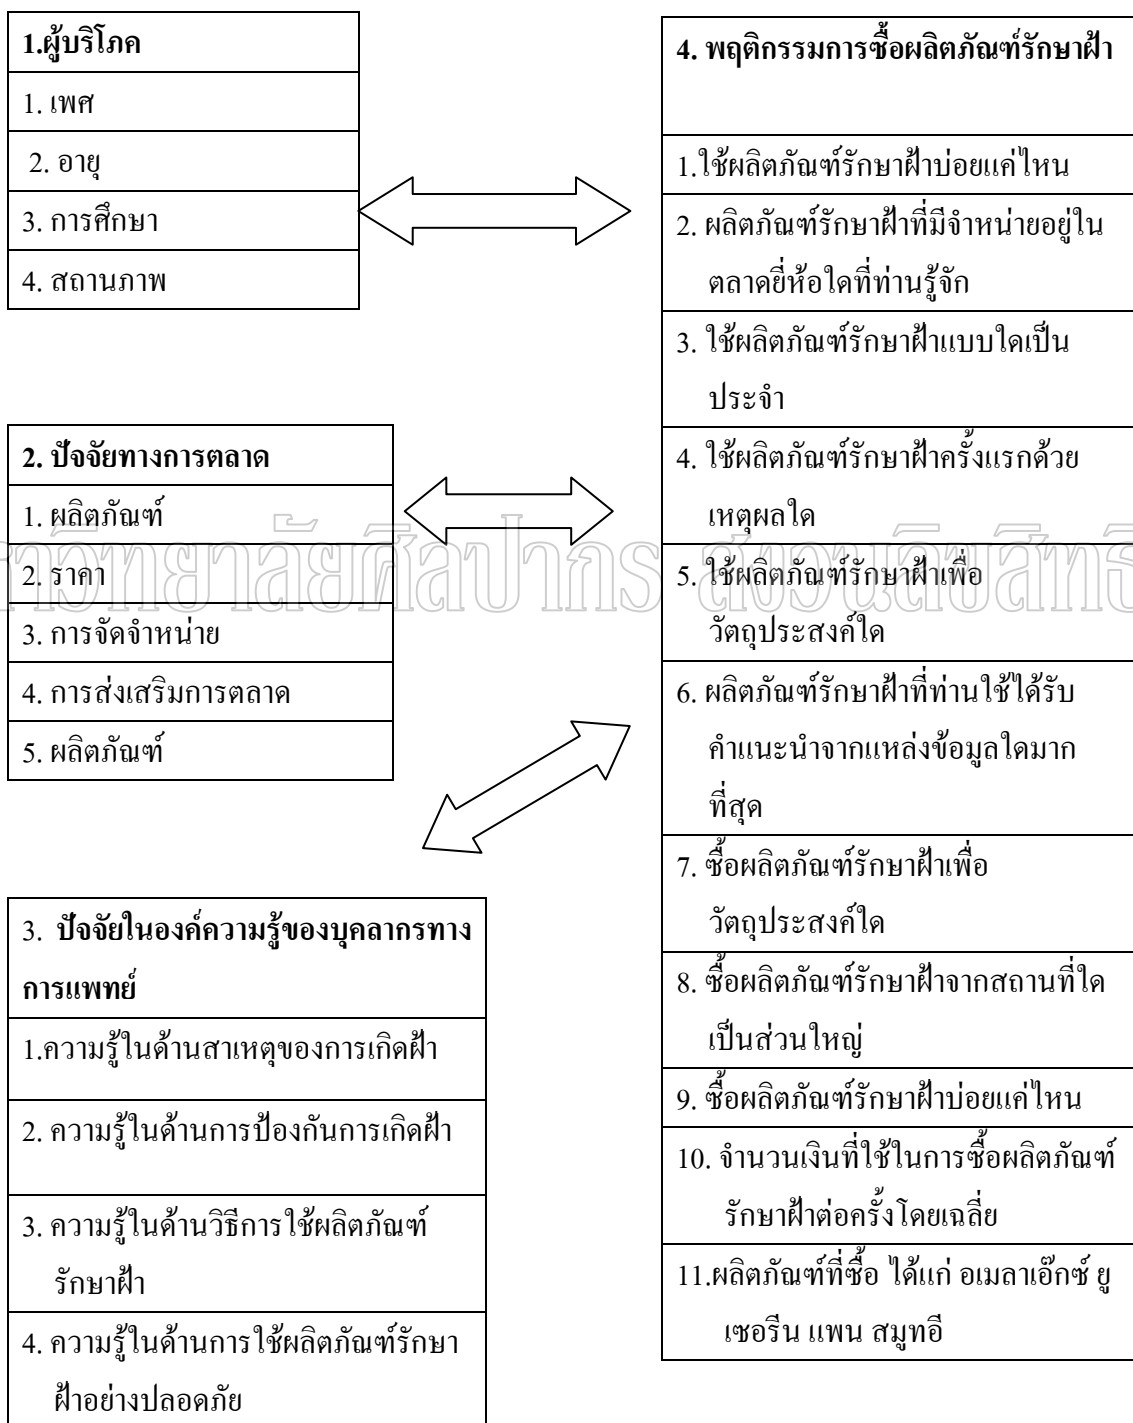 1.ผู้บริโภค
1. เพศ
2. อายุ
3. การศึกษา
4. สถานภาพ
2. ปัจจัยทางการตลาด
1. ผลิตภัณฑ์
2. ราคา
3. การจัดจำหน่าย
4. การส่งเสริมการตลาด
5. ผลิตภัณฑ์
3. ปัจจัยในองค์ความรู้ของบุคลากรทาง
การแพทย์
1.ความรู้ในด้านสาเหตุของการเกิดฝ้า
2. ความรู้ในด้านการป้องกันการเกิดฝ้า
3. ความรู้ในด้านวิธีการใช้ผลิตภัณฑ์
รักษาฝ้า
4. ความรู้ในด้านการใช้ผลิตภัณฑ์รักษา
ฝ้าอย่างปลอดภัย
4. พฤติกรรมการซื้อผลิตภัณฑ์รักษาฝ้า
1.ใช้ผลิตภัณฑ์รักษาฝ้าบ่อยแค่ไหน
2. ผลิตภัณฑ์รักษาฝ้าที่มีจำหน่ายอยู่ใน
ตลาดยี่ห้อใดที่ท่านรู้จัก
3. ใช้ผลิตภัณฑ์รักษาฝ้าแบบใดเป็น
ประจำ
4. ใช้ผลิตภัณฑ์รักษาฝ้าครั้งแรกด้วย
เหตุผลใด
5. ใช้ผลิตภัณฑ์รักษาฝ้าเพื่อ
วัตถุประสงค์ใด
6. ผลิตภัณฑ์รักษาฝ้าที่ท่านใช้ได้รับ
คำแนะนำจากแหล่งข้อมูลใดมาก
ที่สุด
7. ซื้อผลิตภัณฑ์รักษาฝ้าเพื่อ
วัตถุประสงค์ใด
8. ซื้อผลิตภัณฑ์รักษาฝ้าจากสถานที่ใด
เป็นส่วนใหญ่
9. ซื้อผลิตภัณฑ์รักษาฝ้าบ่อยแค่ไหน
10. จำนวนเงินที่ใช้ในการซื้อผลิตภัณฑ์
รักษาฝ้าต่อครั้งโดยเฉลี่ย
11.ผลิตภัณฑ์ที่ซื้อ ได้แก่ อเมลาเอ๊กซ์ ยู
เซอรีน แพน สมูทอี
าวิทยาลัยศิลปากร สงวนลิขสิทธิ